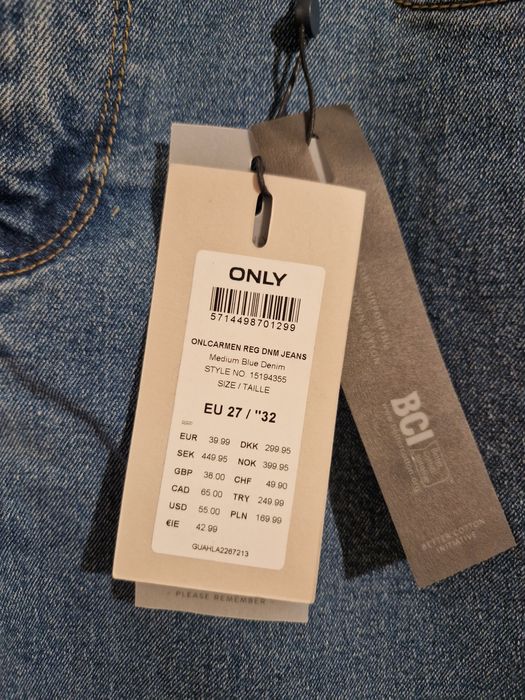 ONLY
5714498701299
ONLCARMEN REG DNM JEANS
Medium Blue Denim
STYLE NO. 15194355
SIZE / TAILLE
EU 27 / "32
EUR 39.99 DKK 299.95
SEK 449.95 NOK 399.95
GBP 38.00 CHF 49.90
CAD 65.00 TRY 249.99
USD 55.00 PLN 169.99
€IE 42.99
GUAHLA2267213
- PLEASE REMEMBER -
BCI
BETTER COTTON
INITIATIVE